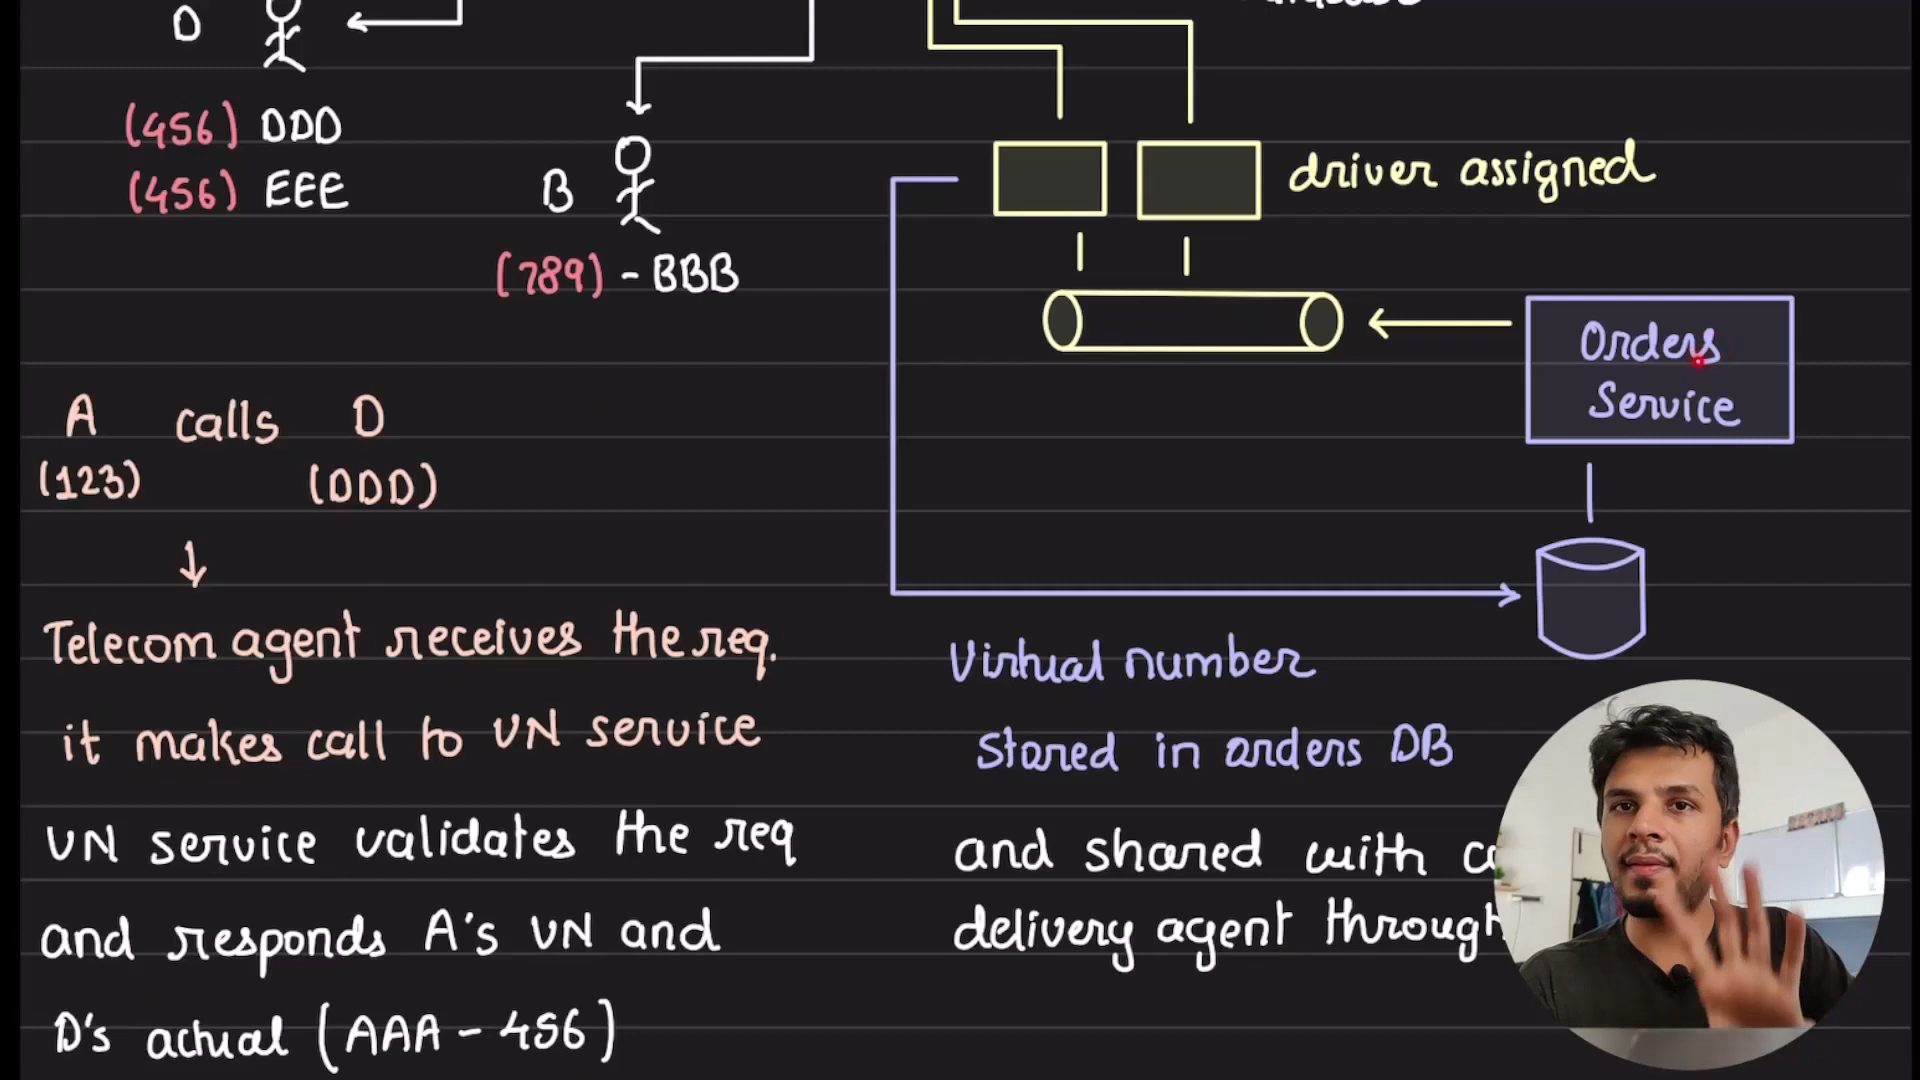 D
(456) DDD
(456) EEE
B
(789) - BBB
driver assigned
Orders
Service
A calls D
(123) (DDD)
Telecom agent receives the req.
it makes call to VN service
VN service validates the req
and responds A's VN and
D's actual (AAA - 456)
Virtual number
stored in orders DB
and shared with
delivery agent through